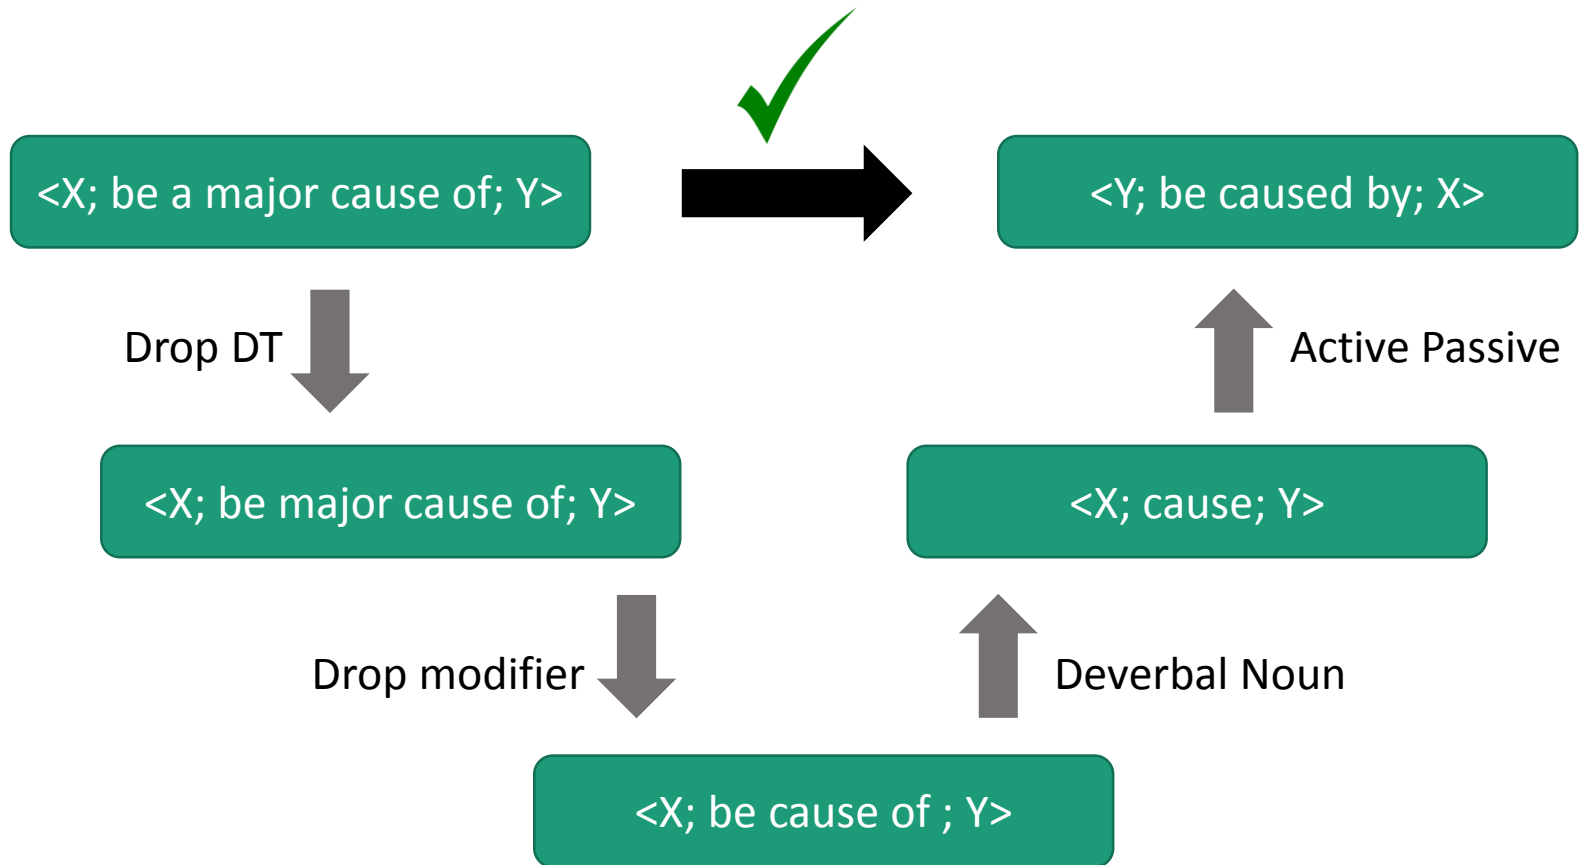 <X; be a major cause of; Y>
<Y; be caused by; X>
Drop DT
Active Passive
<X; be major cause of; Y>
<X; cause; Y>
Drop modifier
Deverbal Noun
<X; be cause of ; Y>